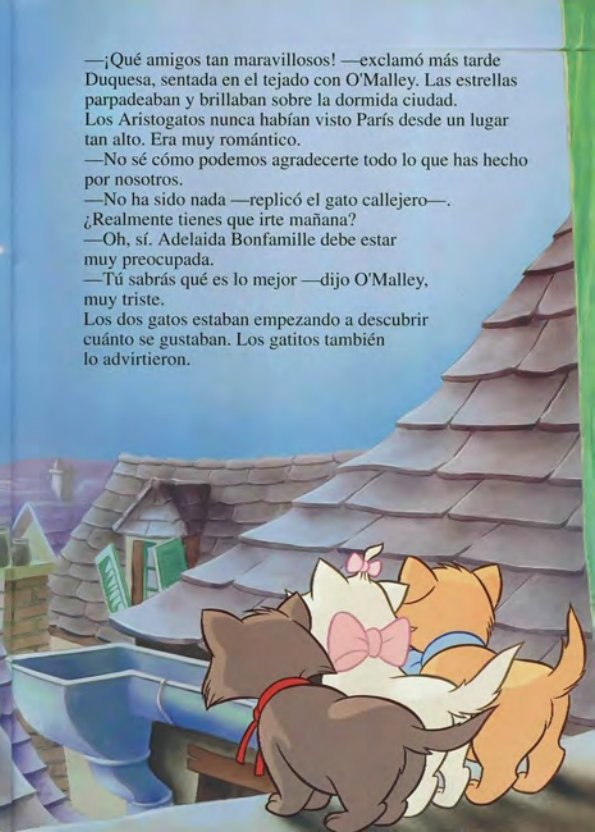 —¡Qué amigos tan maravillosos! —exclamó más tarde
Duquesa, sentada en el tejado con O'Malley. Las estrellas
parpadeaban y brillaban sobre la dormida ciudad.
Los Aristogatos nunca habían visto París desde un lugar
tan alto. Era muy romántico.
—No sé cómo podemos agradecerte todo lo que has hecho
por nosotros.
—No ha sido nada —replicó el gato callejero—.
¿Realmente tienes que irte mañana?
—Oh, sí. Adelaida Bonfamille debe estar
muy preocupada.
—Tú sabrás qué es lo mejor —dijo O'Malley,
muy triste.
Los dos gatos estaban empezando a descubrir
cuánto se gustaban. Los gatitos también
lo advirtieron.